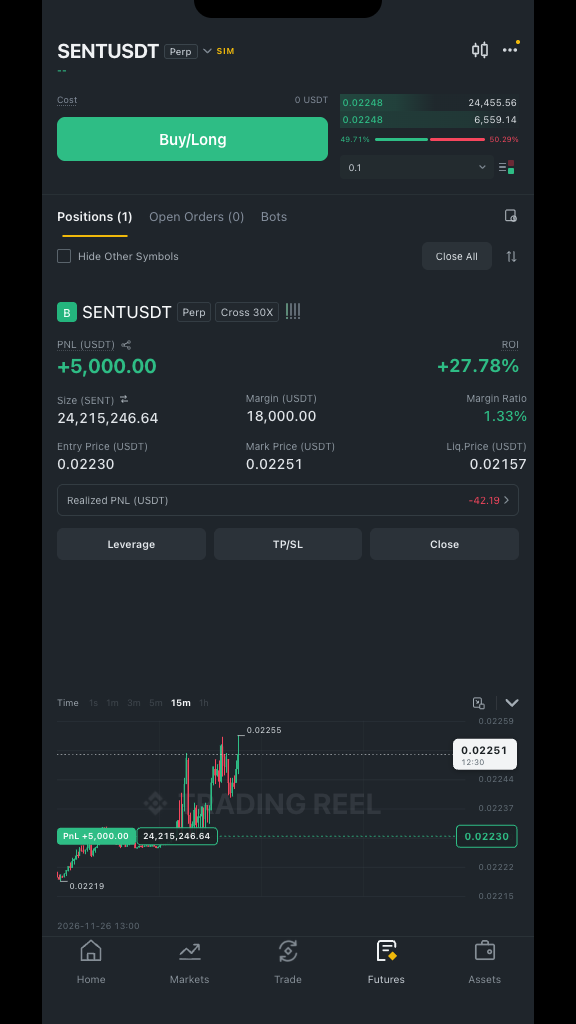 SENTUSDT Perp SIM
--
Cost 0 USDT
Buy/Long
0.02248 24,455.56
0.02248 6,559.14
49.71% 50.29%
0.1
Positions (1) Open Orders (0) Bots
Hide Other Symbols Close All
B SENTUSDT Perp Cross 30X
PNL (USDT) ROI
+5,000.00 +27.78%
Size (SENT) Margin (USDT) Margin Ratio
24,215,246.64 18,000.00 1.33%
Entry Price (USDT) Mark Price (USDT) Liq.Price (USDT)
0.02230 0.02251 0.02157
Realized PNL (USDT) -42.19
Leverage TP/SL Close
Time 1s 1m 3m 5m 15m 1h
0.02259
0.02255
0.02251
12:30
0.02244
TRADING REEL
0.02237
PnL +5,000.00 24,215,246.64 0.02230
0.02222
0.02219
0.02215
2026-11-26 13:00
Home Markets Trade Futures Assets